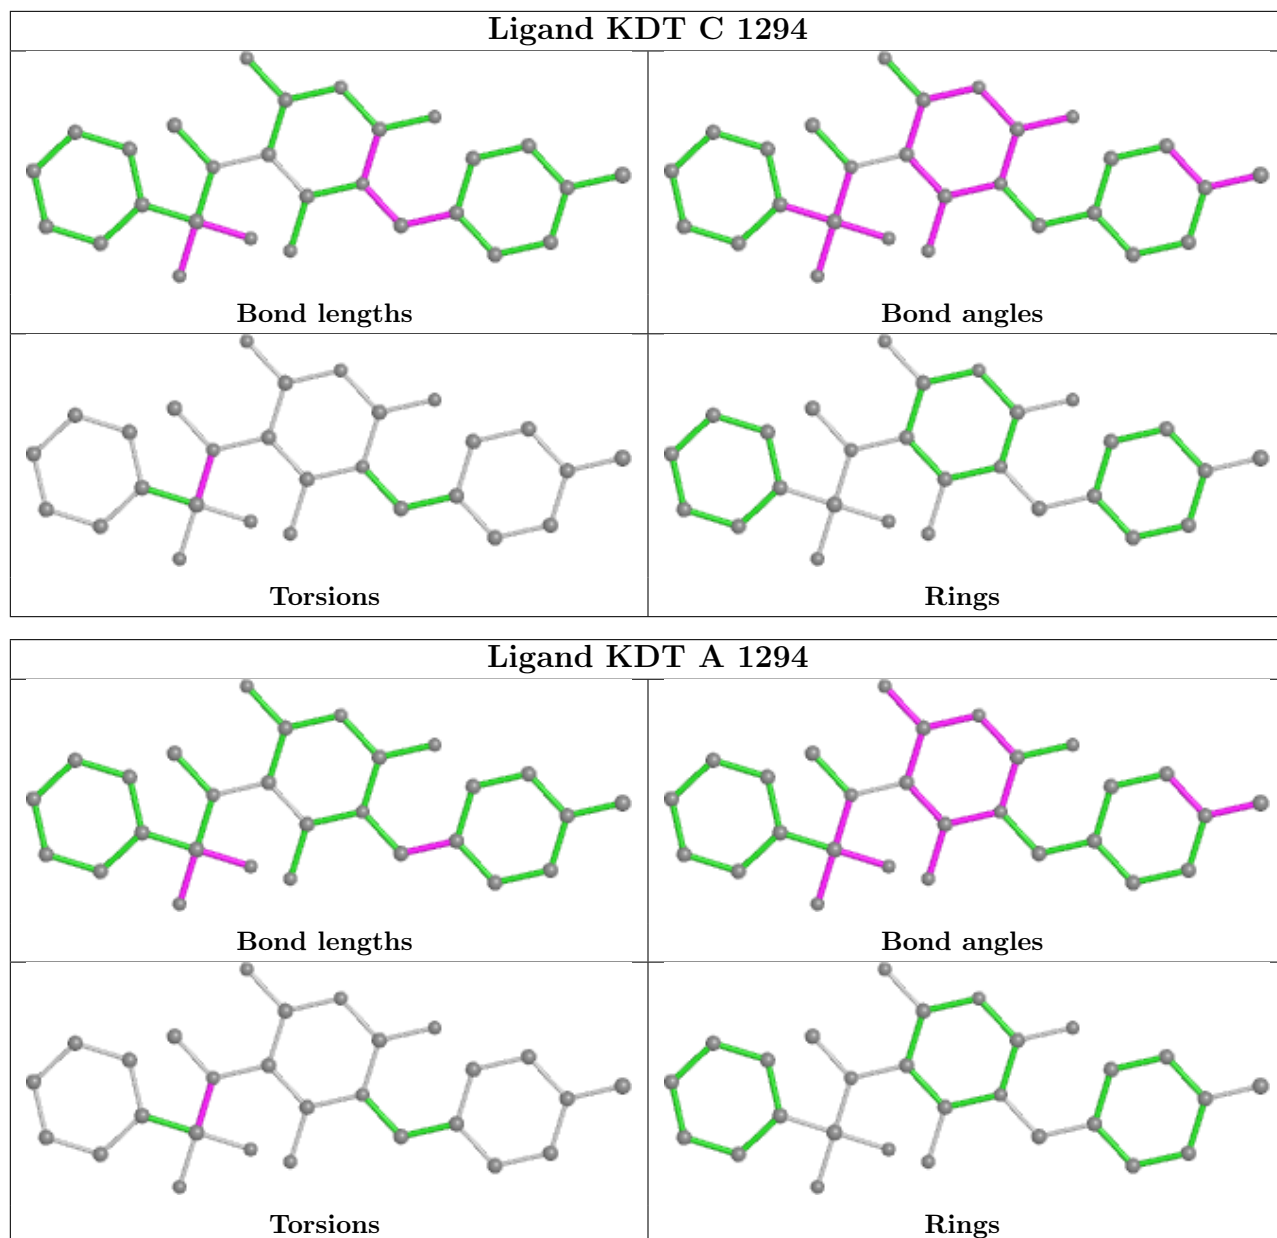 Ligand KDT C 1294
Bond lengths
Bond angles
Torsions
Rings
Ligand KDT A 1294
Bond lengths
Bond angles
Torsions
Rings